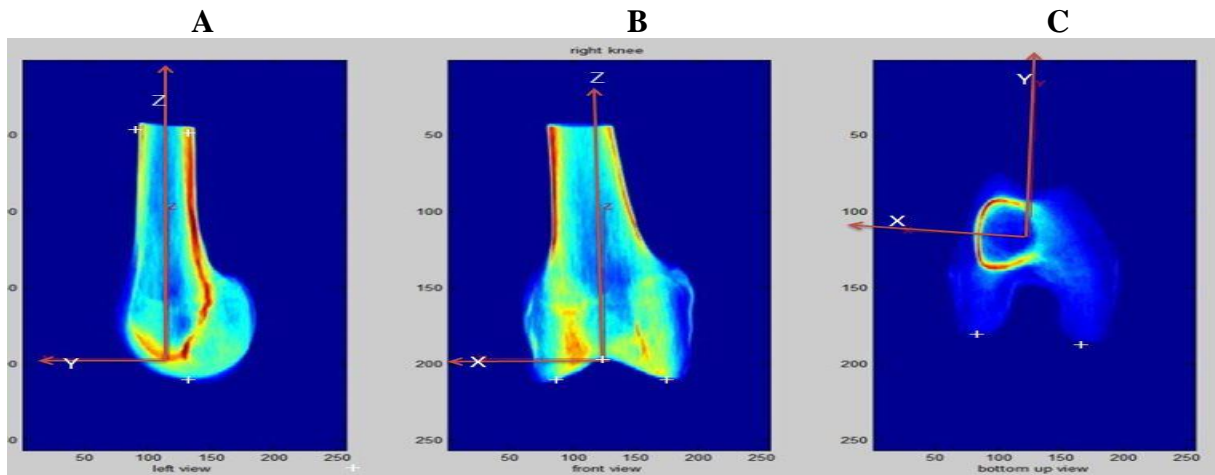 A B C
right knee
Z Z Y Y
0 50 50
X
0 z 100 z 100
0 150 150
Y 0 X 200 200
0 250 250
50 100 150 200 250 50 100 150 200 250 50 100 150 200 250
left view front view bottom up view